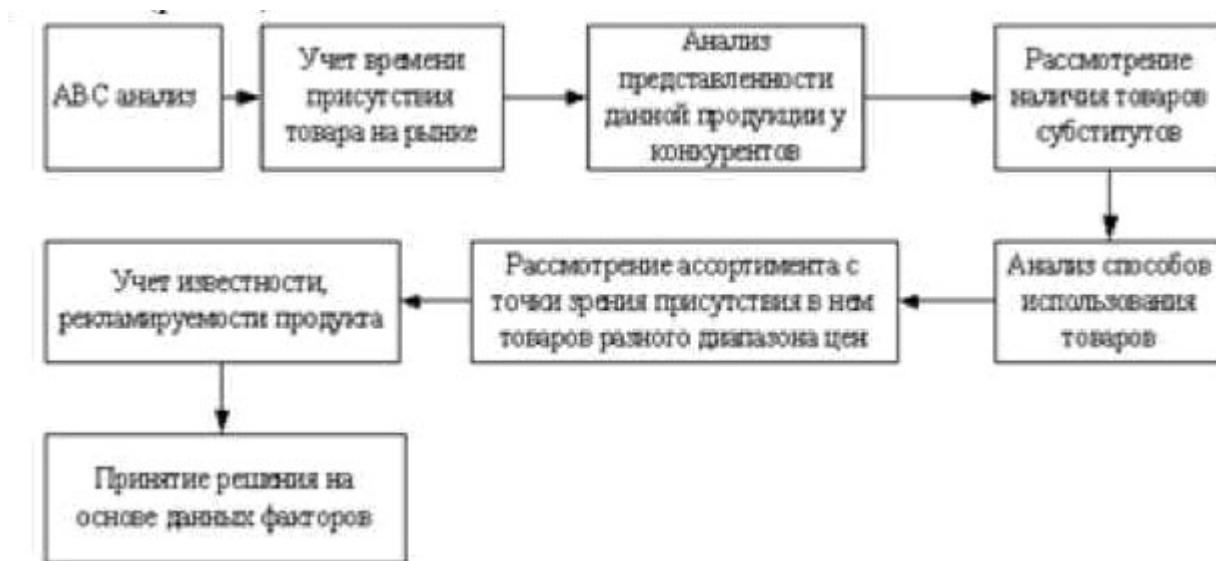 АВС анализ
Учет времени
присутствия
товара на рынке
Анализ
представленности
данной продукции у
конкурентов
Рассмотрение
наличия товаров
субститутов
Анализ способов
использования
товаров
Рассмотрение ассортимента с
точки зрения присутствия в нем
товаров разного диапазона цен
Учет известности,
рекламируемости продукта
Принятие решения на
основе данных факторов